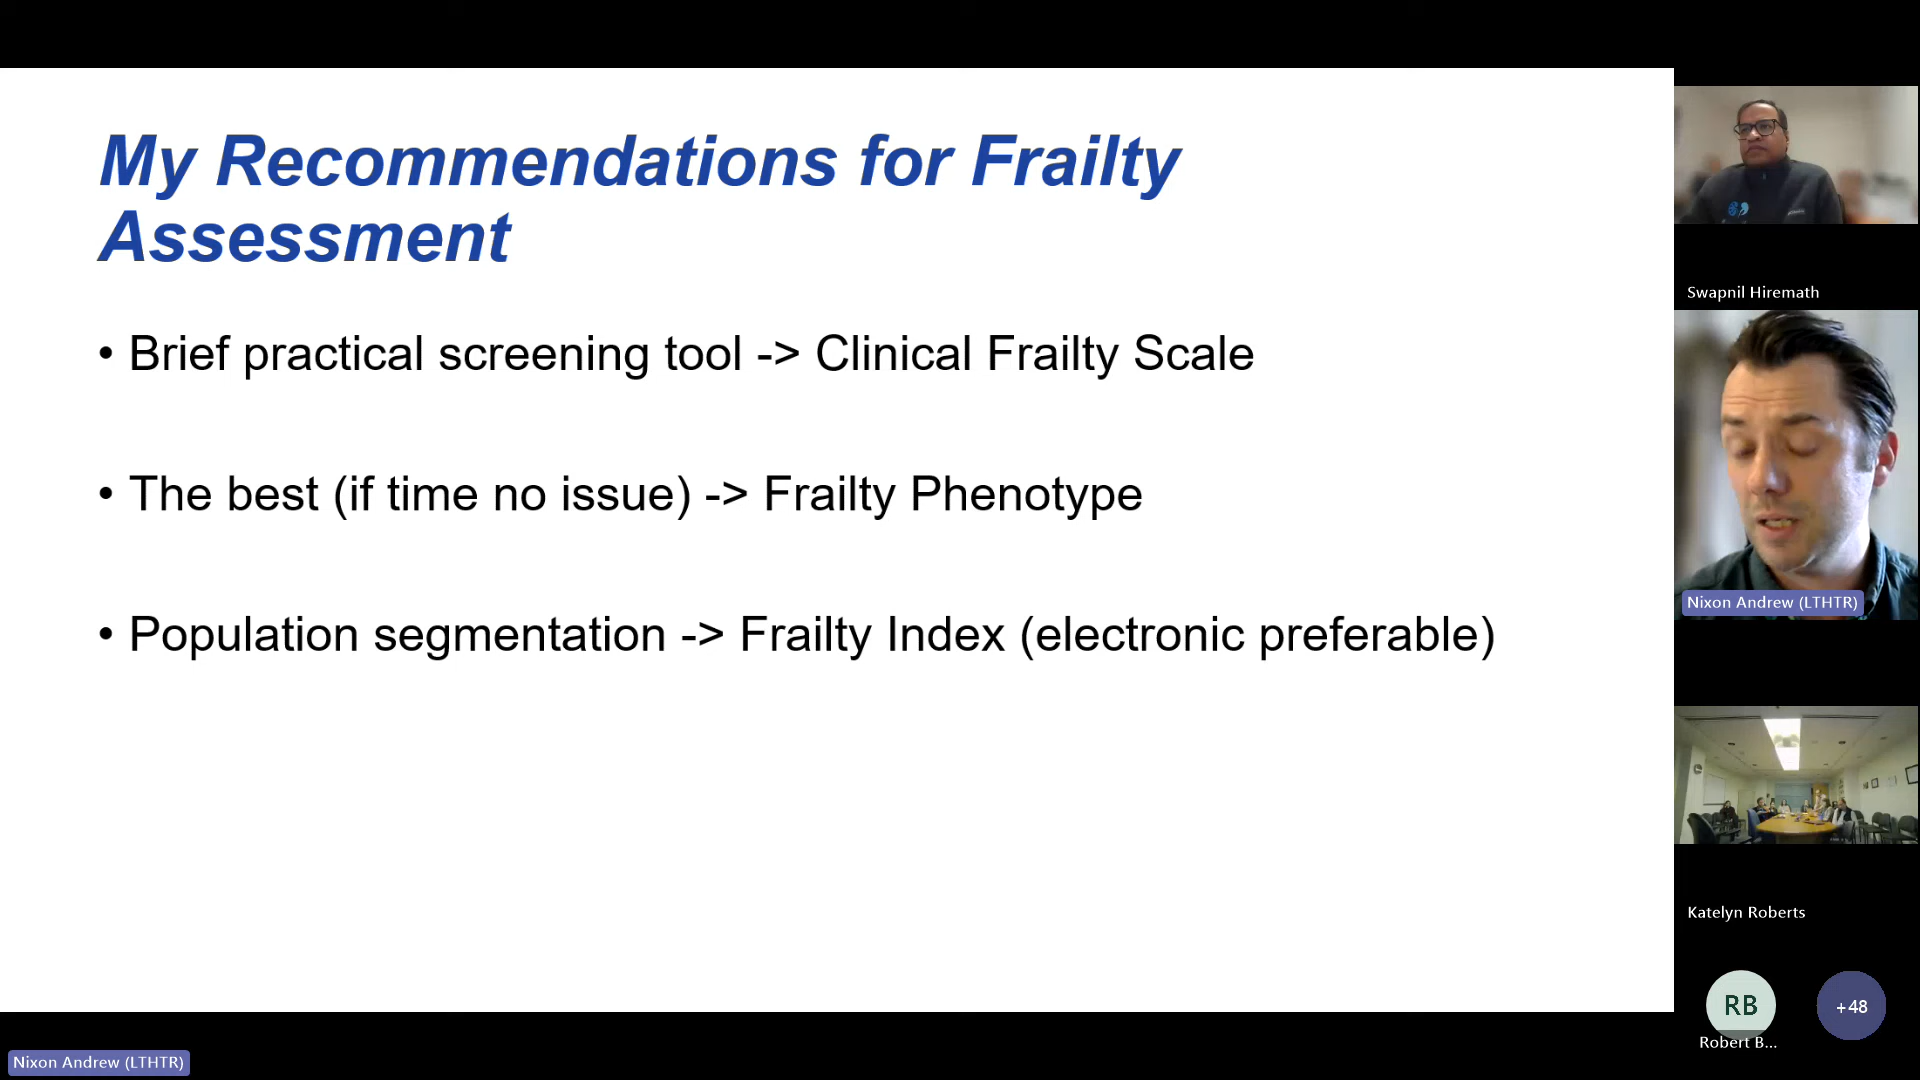 My Recommendations for Frailty
Assessment
• Brief practical screening tool -> Clinical Frailty Scale
• The best (if time no issue) -> Frailty Phenotype
• Population segmentation -> Frailty Index (electronic preferable)
Swapnil Hiremath
Nixon Andrew (LTHTR)
Katelyn Roberts
RB
+48
Robert B...
Nixon Andrew (LTHTR)